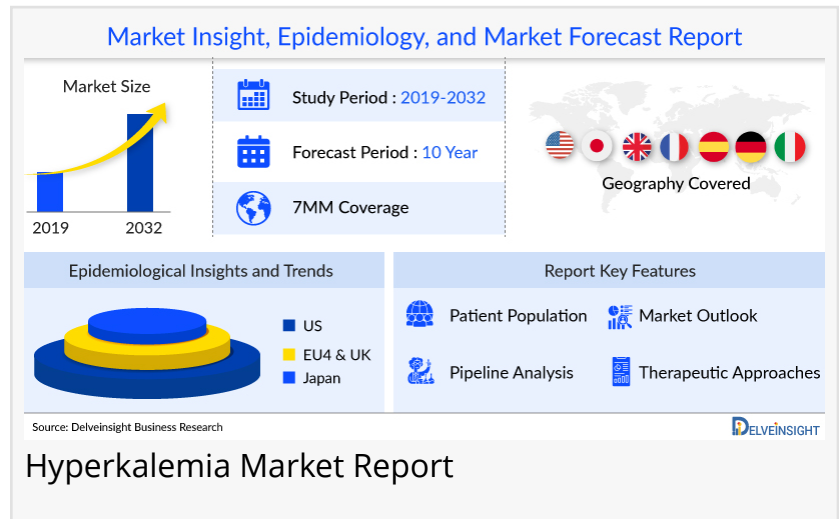 Market Insight, Epidemiology, and Market Forecast Report
Market Size
2019
2032
Study Period : 2019-2032
Forecast Period : 10 Year
7MM Coverage
Geography Covered
Epidemiological Insights and Trends
US
EU4 & UK
Japan
Report Key Features
Patient Population
Market Outlook
Pipeline Analysis
Therapeutic Approaches
Source: Delveinsight Business Research
DELVEINSIGHT
Hyperkalemia Market Report